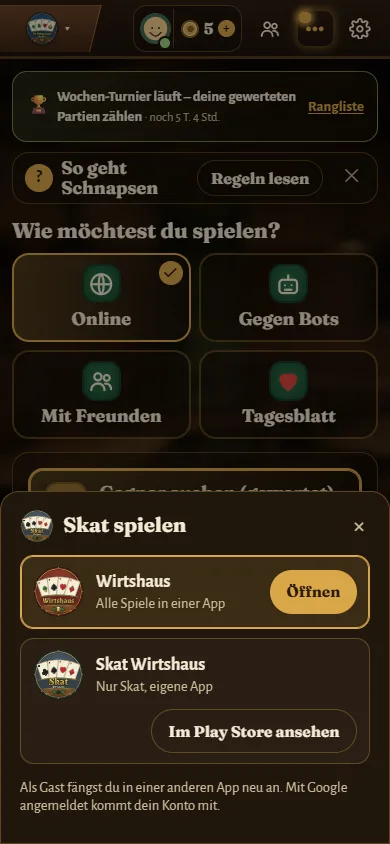 5
Wochen-Turnier läuft – deine gewerteten
Partien zählen · noch 5 T. 4 Std.
Rangliste
?
So geht
Schnapsen
Regeln lesen
Wie möchtest du spielen?
Online
Gegen Bots
Mit Freunden
Tagesblatt
Skat spielen
Wirtshaus
Wirtshaus
Alle Spiele in einer App
Öffnen
Skat
Skat Wirtshaus
Nur Skat, eigene App
Im Play Store ansehen
Als Gast fängst du in einer anderen App neu an. Mit Google
angemeldet kommt dein Konto mit.